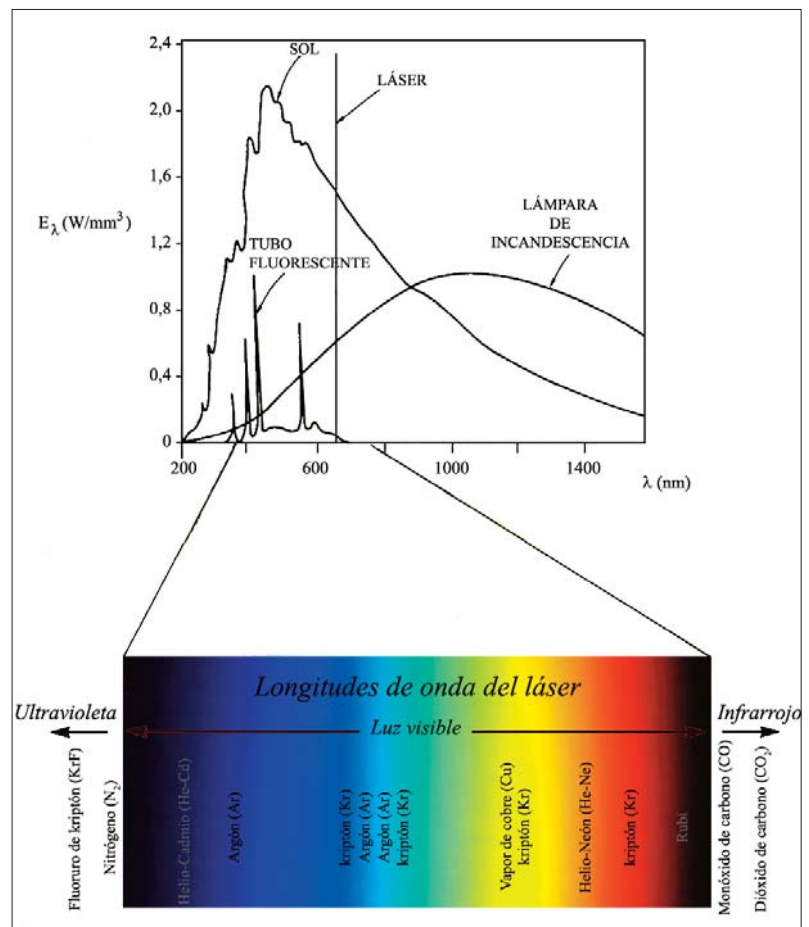 2,4
SOL
TUBO
FLUORESCENTE
LÁSER
2,0
1,6
LÁMPARA
DE
INCANDESCENCIA
Eλ (W/mm³)
1,2
0,8
0,4
0
200
600
1000
1400
λ (nm)
Longitudes de onda del láser
Ultravioleta
Luz visible
Infrarrojo
Fluoruro de kriptón (KrF)
Nitrógeno (N₂)
Helio-Cadmio (He-Cd)
Argón (Ar)
kriptón (Kr)
Argón (Ar)
Argón (Ar)
kriptón (Kr)
Vapor de cobre (Cu)
kriptón (Kr)
Helio-Neón (He-Ne)
kriptón (Kr)
Rubí
Monóxido de carbono (CO)
Dióxido de carbono (CO₂)